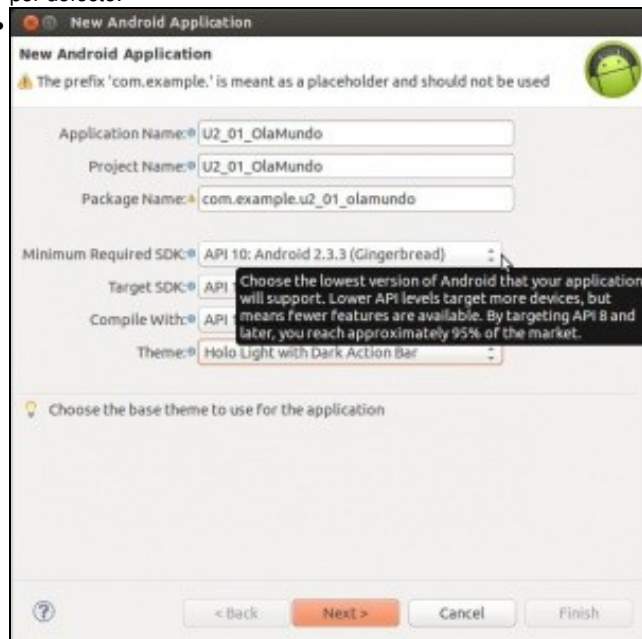 New Android Application
New Android Application
The prefix 'com.example.' is meant as a placeholder and should not be used
Application Name: U2_01_OlaMundo
Project Name: U2_01_OlaMundo
Package Name: com.example.u2_01_olamundo
Minimum Required SDK: API 10: Android 2.3.3 (Gingerbread)
Target SDK: API
Compile With: API
Choose the lowest version of Android that your application
will support. Lower API levels target more devices, but
means fewer features are available. By targeting API 8 and
later, you reach approximately 95% of the market.
Theme: Holo Light with Dark Action Bar
Choose the base theme to use for the application
? < Back Next > Cancel Finish